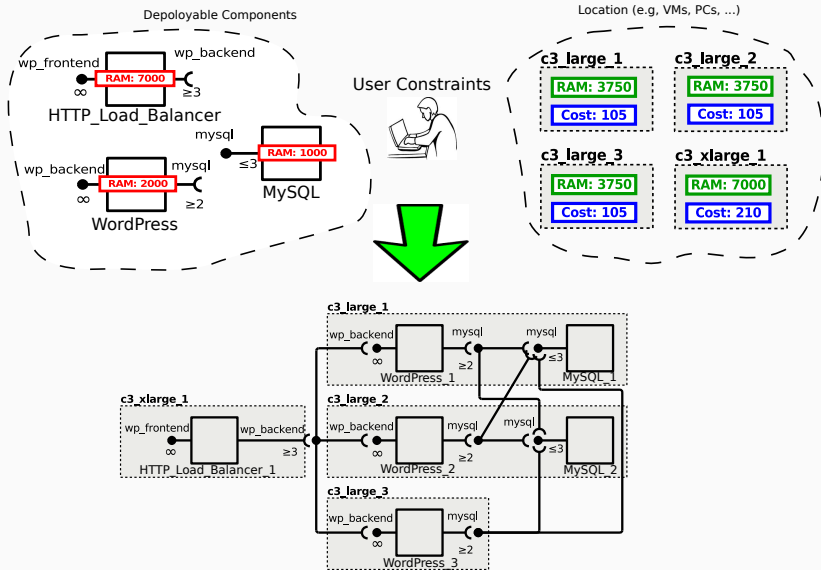 Depoloyable Components
Location (e.g, VMs, PCs, ...)
wp_backend
wp_frontend
RAM: 7000
∞
≥3
HTTP_Load_Balancer
mysql
RAM: 1000
≤3
MySQL
wp_backend
mysql
RAM: 2000
∞
≥2
WordPress
User Constraints
c3_large_1
RAM: 3750
Cost: 105
c3_large_2
RAM: 3750
Cost: 105
c3_large_3
RAM: 3750
Cost: 105
c3_xlarge_1
RAM: 7000
Cost: 210
c3_large_1
wp_backend
mysql
mysql
∞
≥2
≤3
WordPress_1
MySQL_1
c3_xlarge_1
wp_frontend
wp_backend
∞
≥3
HTTP_Load_Balancer_1
c3_large_2
wp_backend
mysql
mysql
∞
≥2
≤3
WordPress_2
MySQL_2
c3_large_3
wp_backend
mysql
∞
≥2
WordPress_3